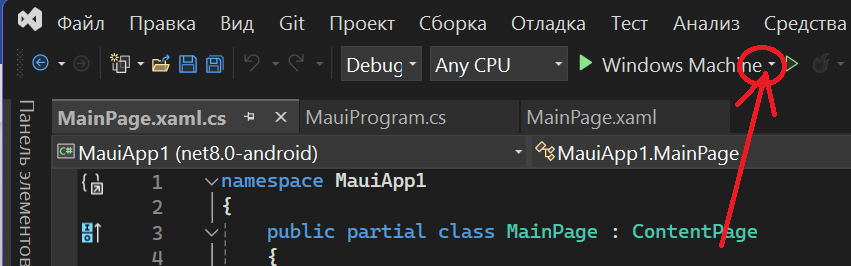 Файл Правка Вид Git Проект Сборка Отладка Тест Анализ Средства
Debug Any CPU Windows Machine
MainPage.xaml.cs MauiProgram.cs MainPage.xaml
Панель элементов
C# MauiApp1 (net8.0-android) MauiApp1.MainPage
1 namespace MauiApp1
2 {
3 public partial class MainPage : ContentPage
4 {